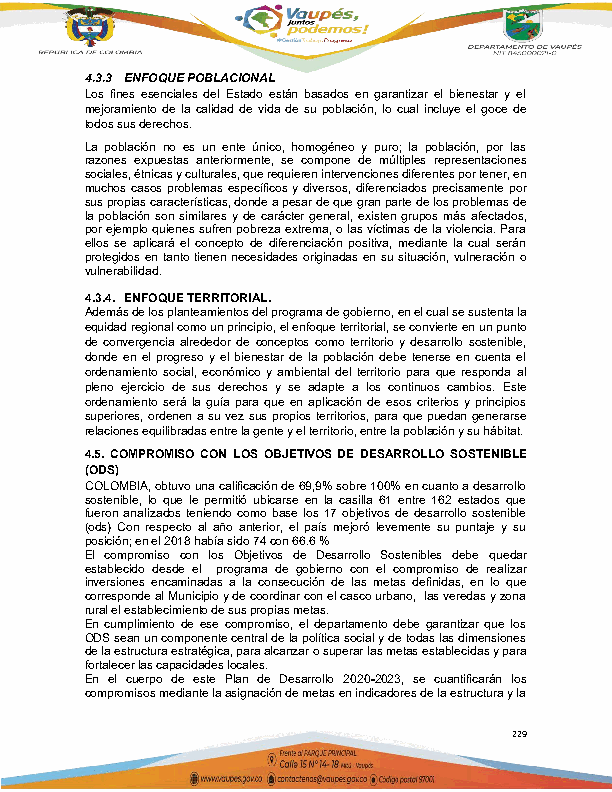 Vaupés,
juntos
podemos!
REPÚBLICA DE COLOMBIA
DEPARTAMENTO DE VAUPÉS
4.3.3 ENFOQUE POBLACIONAL
Los fines esenciales del Estado están basados en garantizar el bienestar y el
mejoramiento de la calidad de vida de su población, lo cual incluye el goce de
todos sus derechos.
La población no es un ente único, homogéneo y puro; la población, por las
razones expuestas anteriormente, se compone de múltiples representaciones
sociales, étnicas y culturales, que requieren intervenciones diferentes por tener, en
muchos casos problemas específicos y diversos, diferenciados precisamente por
sus propias características, donde a pesar de que gran parte de los problemas de
la población son similares y de carácter general, existen grupos más afectados,
por ejemplo quienes sufren pobreza extrema, o las víctimas de la violencia. Para
ellos se aplicará el concepto de diferenciación positiva, mediante la cual serán
protegidos en tanto tienen necesidades originadas en su situación, vulneración o
vulnerabilidad.
4.3.4. ENFOQUE TERRITORIAL.
Además de los planteamientos del programa de gobierno, en el cual se sustenta la
equidad regional como un principio, el enfoque territorial, se convierte en un punto
de convergencia alrededor de conceptos como territorio y desarrollo sostenible,
donde en el progreso y el bienestar de la población debe tenerse en cuenta el
ordenamiento social, económico y ambiental del territorio para que responda al
pleno ejercicio de sus derechos y se adapte a los continuos cambios. Este
ordenamiento será la guía para que en aplicación de esos criterios y principios
superiores, ordenen a su vez sus propios territorios, para que puedan generarse
relaciones equilibradas entre la gente y el territorio, entre la población y su hábitat.
4.5. COMPROMISO CON LOS OBJETIVOS DE DESARROLLO SOSTENIBLE
(ODS)
COLOMBIA, obtuvo una calificación de 69,9% sobre 100% en cuanto a desarrollo
sostenible, lo que le permitió ubicarse en la casilla 61 entre 162 estados que
fueron analizados teniendo como base los 17 objetivos de desarrollo sostenible
(ods) Con respecto al año anterior, el país mejoró levemente su puntaje y su
posición; en el 2018 había sido 74 con 66.6 %
El compromiso con los Objetivos de Desarrollo Sostenibles debe quedar
establecido desde el programa de gobierno con el compromiso de realizar
inversiones encaminadas a la consecución de las metas definidas, en lo que
corresponde al Municipio y de coordinar con el casco urbano, las veredas y zona
rural el establecimiento de sus propias metas.
En cumplimiento de ese compromiso, el departamento debe garantizar que los
ODS sean un componente central de la política social y de todas las dimensiones
de la estructura estratégica, para alcanzar o superar las metas establecidas y para
fortalecer las capacidades locales.
En el cuerpo de este Plan de Desarrollo 2020-2023, se cuantificarán los
compromisos mediante la asignación de metas en indicadores de la estructura y la
229
Frente al PARQUE PRINCIPAL
Calle 15 Nº 14-18 Mitú - Vaupés
www.vaupes.gov.co contactenos@vaupes.gov.co Código postal 97001